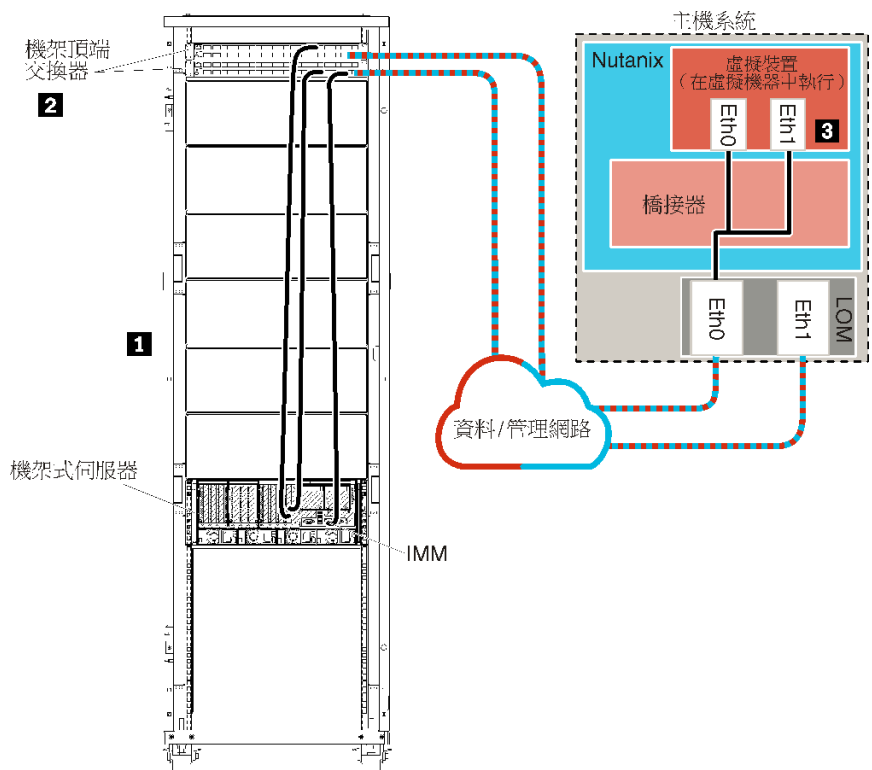 主機系統
機架頂端
交換器
2
Nutanix
虛擬裝置
(在虛擬機器中執行)
Eth0
Eth1
3
橋接器
Eth0
Eth1
LOM
1
資料/管理網路
機架式伺服器
IMM